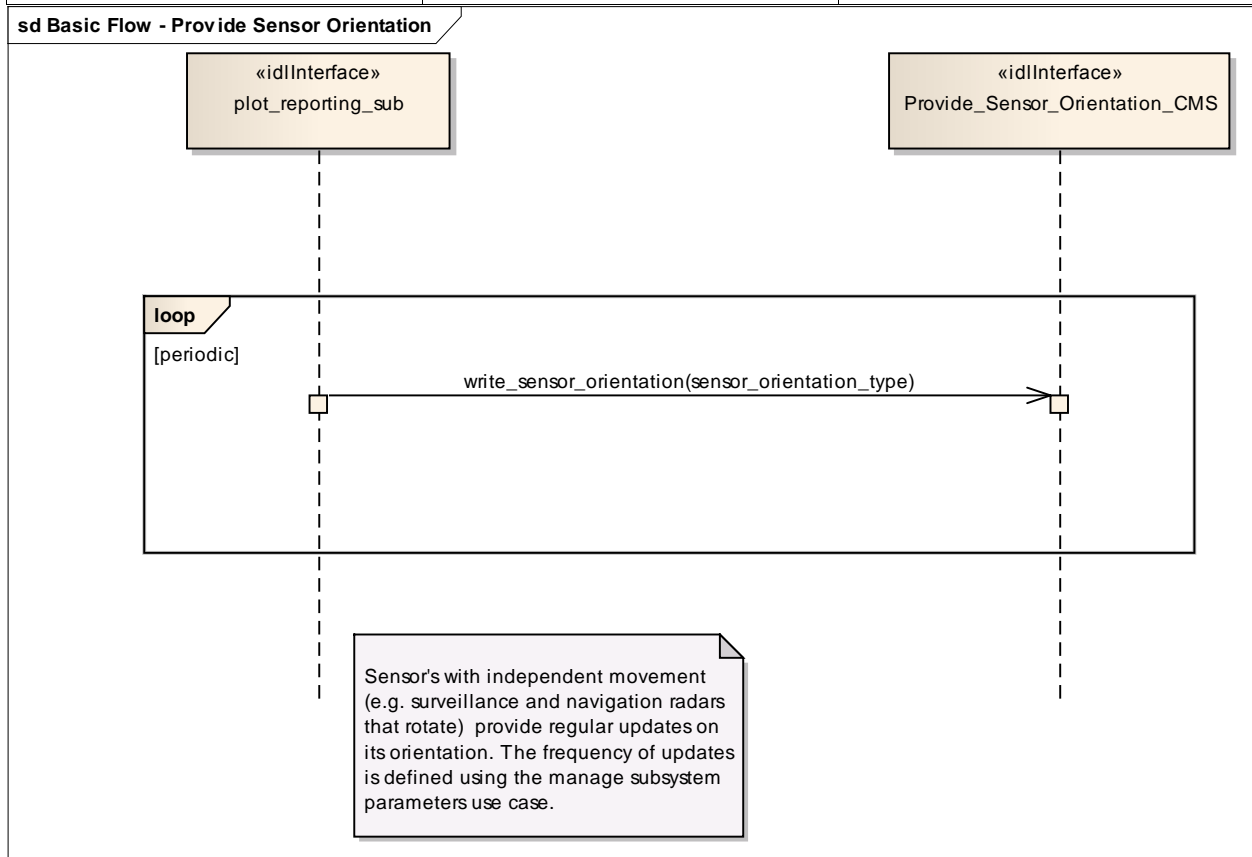 sd Basic Flow - Provide Sensor Orientation
«idlInterface»
plot_reporting_sub
«idlInterface»
Provide_Sensor_Orientation_CMS
loop
[periodic]
write_sensor_orientation(sensor_orientation_type)
Sensor's with independent movement
(e.g. surveillance and navigation radars
that rotate)  provide regular updates on
its orientation. The frequency of updates
is defined using the manage subsystem
parameters use case.